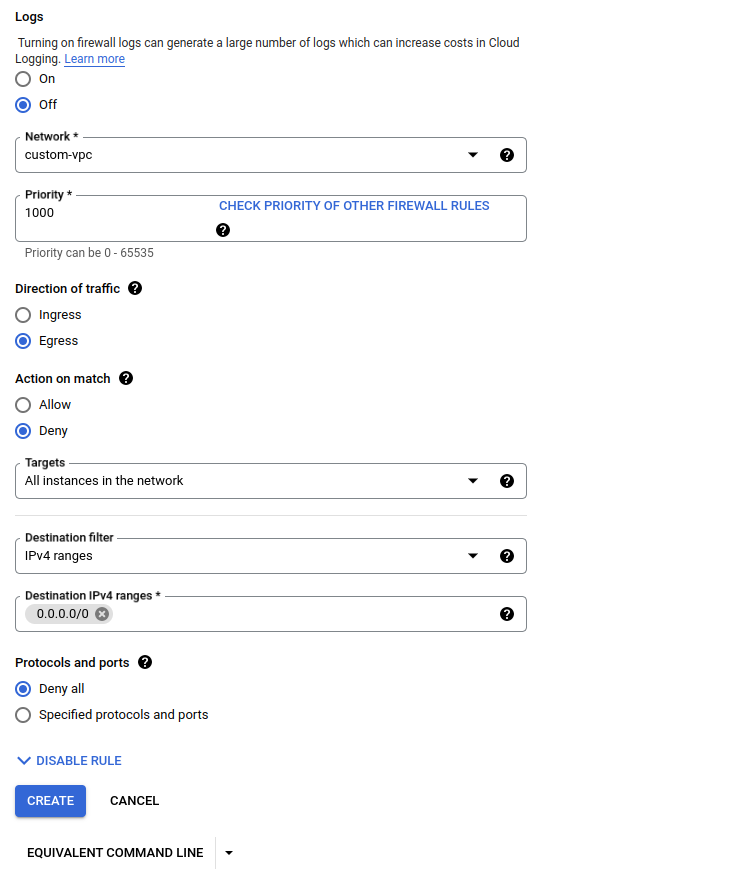 Logs
Turning on firewall logs can generate a large number of logs which can increase costs in Cloud
Logging. Learn more
On
Off
Network *
custom-vpc
Priority *
1000
CHECK PRIORITY OF OTHER FIREWALL RULES
Priority can be 0 - 65535
Direction of traffic
Ingress
Egress
Action on match
Allow
Deny
Targets
All instances in the network
Destination filter
IPv4 ranges
Destination IPv4 ranges *
0.0.0.0/0
Protocols and ports
Deny all
Specified protocols and ports
DISABLE RULE
CREATE CANCEL
EQUIVALENT COMMAND LINE